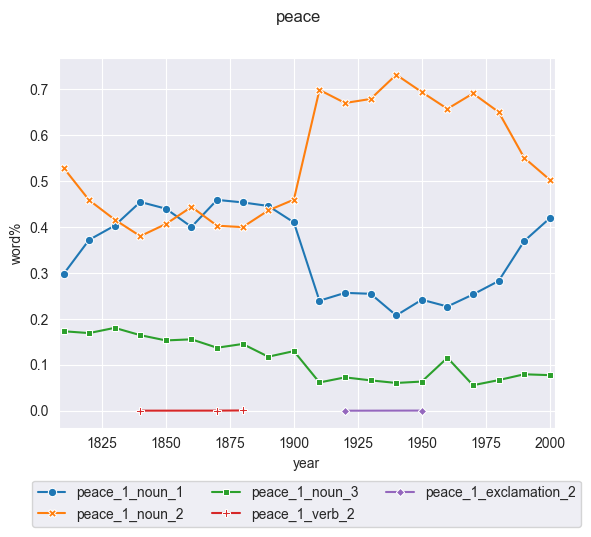 peace
word%
0.7
0.6
0.5
0.4
0.3
0.2
0.1
0.0
1825 1850 1875 1900 1925 1950 1975 2000
year
peace_1_noun_1 peace_1_noun_3 peace_1_exclamation_2
peace_1_noun_2 peace_1_verb_2